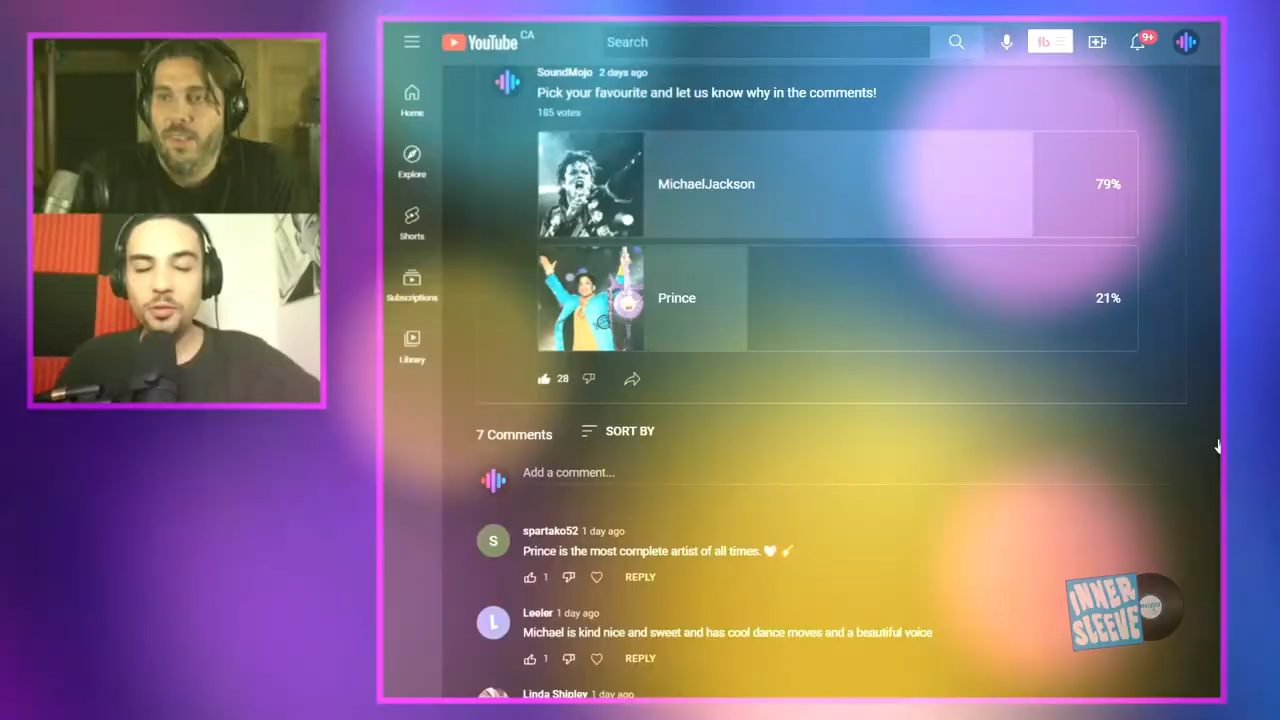 YouTube CA
Search
9+
SoundMojo 2 days ago
Pick your favourite and let us know why in the comments!
185 votes
Home
Explore
Shorts
Subscriptions
Library
MichaelJackson
79%
Prince
21%
28
7 Comments
SORT BY
Add a comment...
S
spartako52 1 day ago
Prince is the most complete artist of all times.
1
REPLY
L
Leeler 1 day ago
Michael is kind nice and sweet and has cool dance moves and a beautiful voice
1
REPLY
Linda Shipley 1 day ago
INNER
SLEEVE
mojo